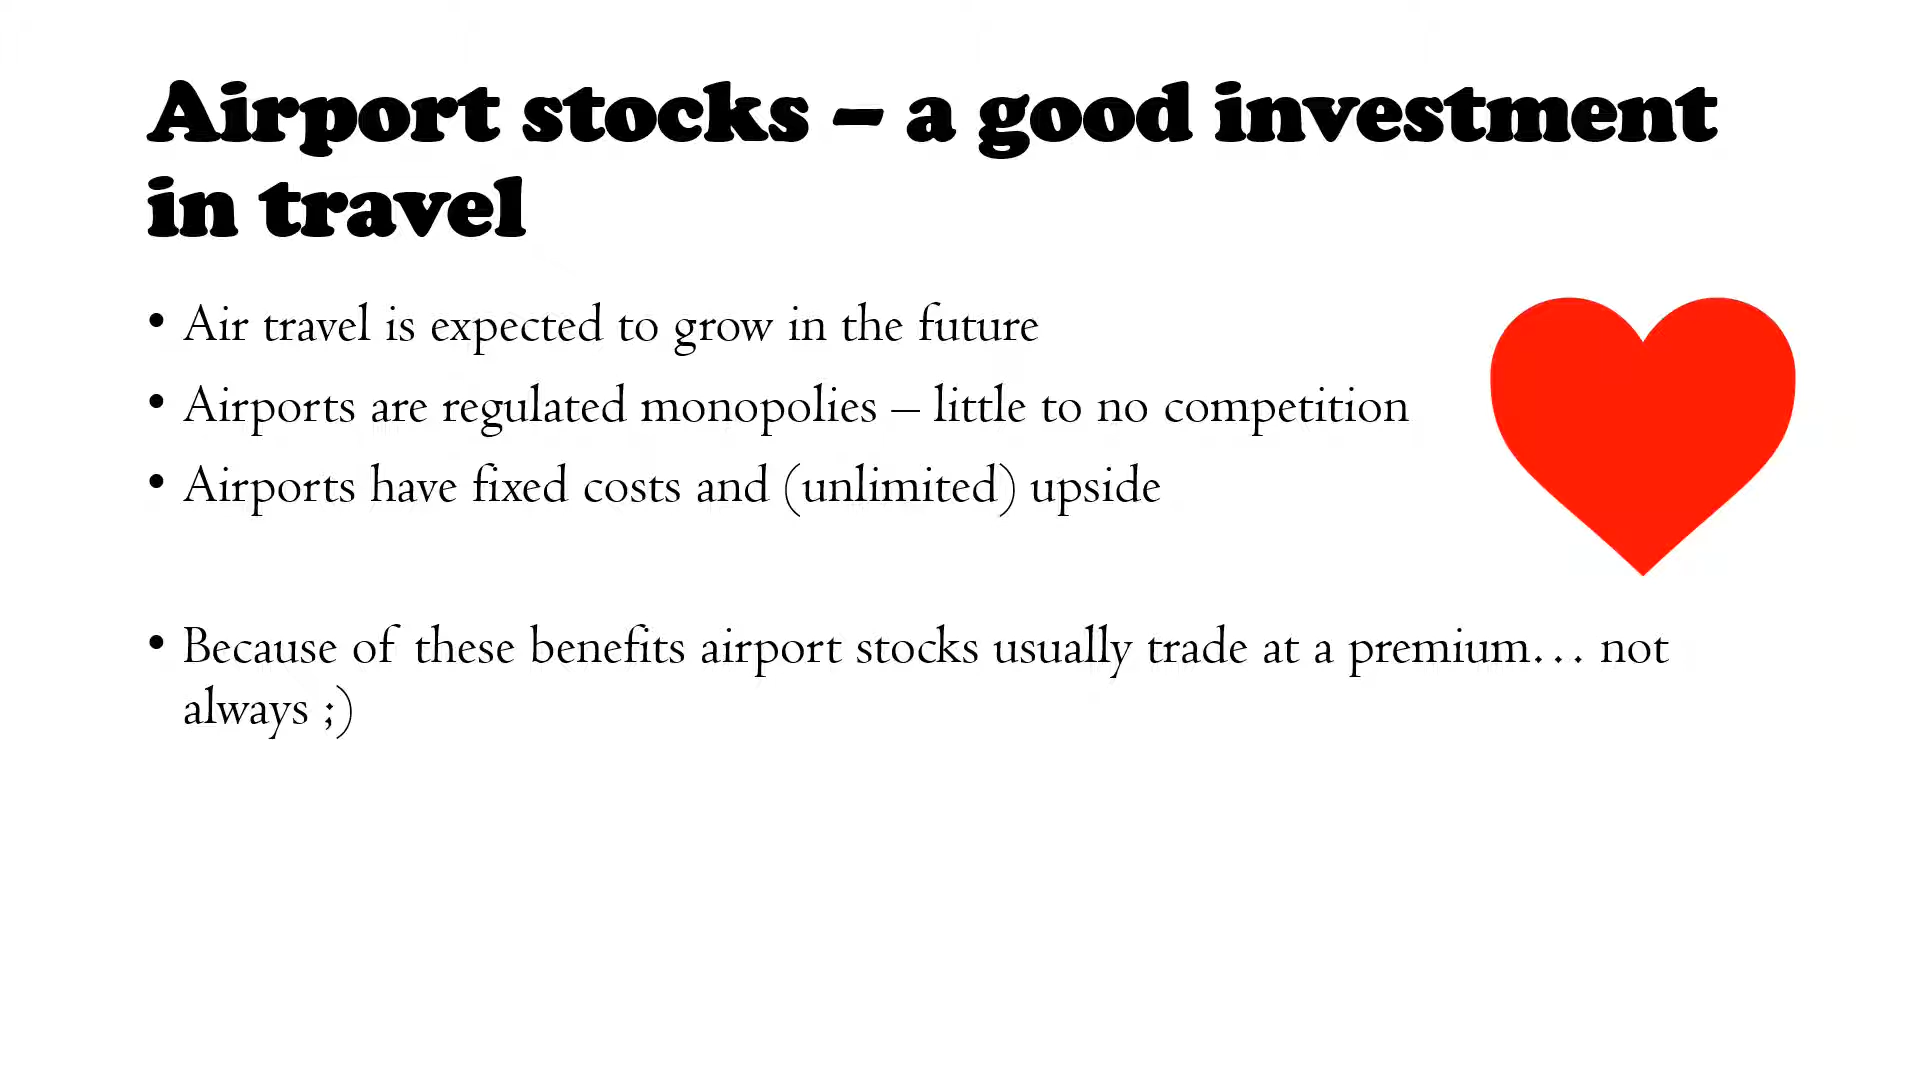 Airport stocks – a good investment
in travel
• Air travel is expected to grow in the future
• Airports are regulated monopolies – little to no competition
• Airports have fixed costs and (unlimited) upside
• Because of these benefits airport stocks usually trade at a premium… not
always ;)